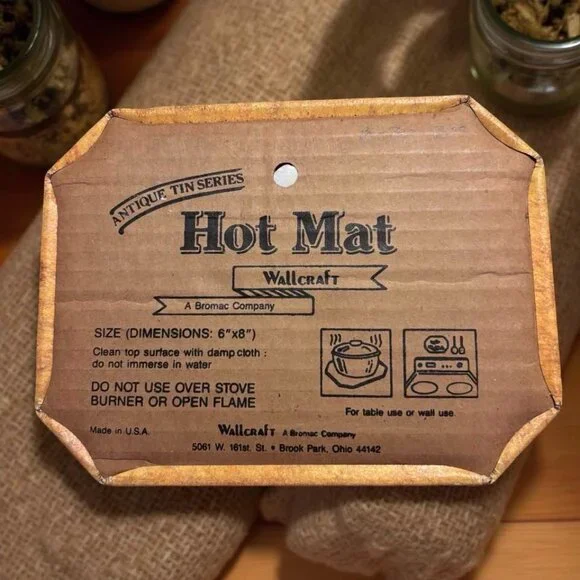 ANTIQUE TIN SERIES
Hot Mat
WallCraft
A Bromac Company
SIZE (DIMENSIONS: 6"x8")
Clean top surface with damp cloth :
do not immerse in water
DO NOT USE OVER STOVE
BURNER OR OPEN FLAME
For table use or wall use
Made in U.S.A.
WallCraft A Bromac Company
5061 W. 161st. St. • Brook Park, Ohio 44142